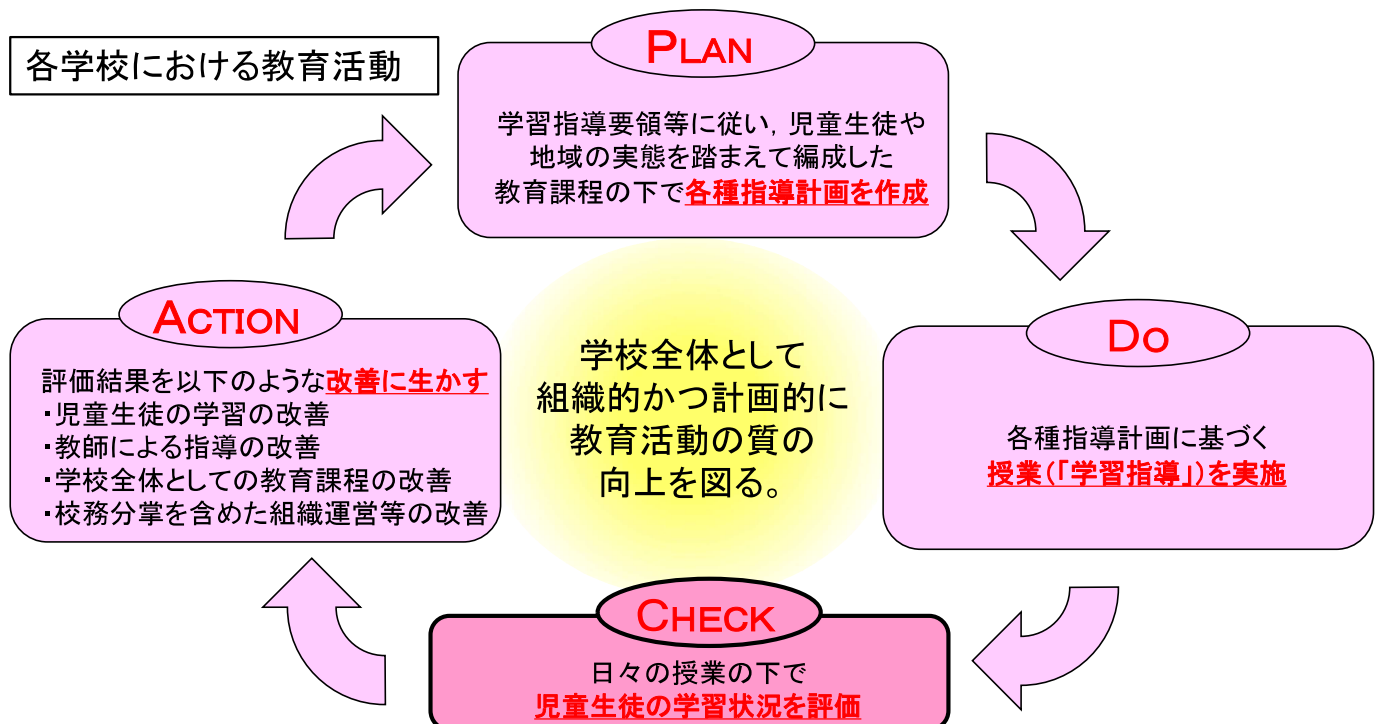 各学校における教育活動
PLAN
学習指導要領等に従い，児童生徒や
地域の実態を踏まえて編成した
教育課程の下で各種指導計画を作成
ACTION
評価結果を以下のような改善に生かす
・児童生徒の学習の改善
・教師による指導の改善
・学校全体としての教育課程の改善
・校務分掌を含めた組織運営等の改善
学校全体として
組織的かつ計画的に
教育活動の質の
向上を図る。
DO
各種指導計画に基づく
授業（「学習指導」）を実施
CHECK
日々の授業の下で
児童生徒の学習状況を評価